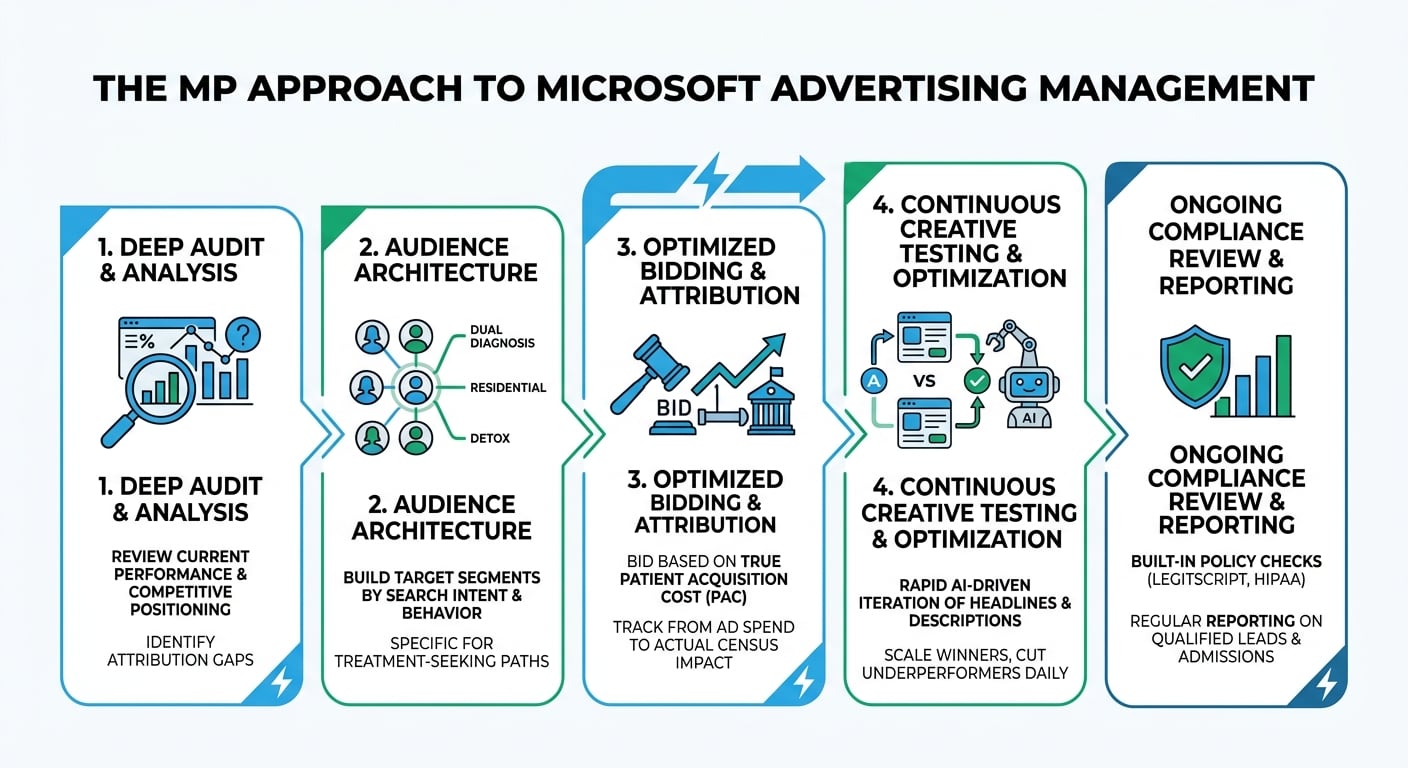 THE MP APPROACH TO MICROSOFT ADVERTISING MANAGEMENT
1. DEEP AUDIT
& ANALYSIS
%
?
1. DEEP AUDIT
& ANALYSIS
REVIEW CURRENT
PERFORMANCE &
COMPETITIVE
POSITIONING
IDENTIFY
ATTRIBUTION GAPS
2. AUDIENCE
ARCHITECTURE
DUAL
DIAGNOSIS
RESIDENTIAL
DETOX
2. AUDIENCE
ARCHITECTURE
BUILD TARGET SEGMENTS
BY SEARCH INTENT &
BEHAVIOR
SPECIFIC FOR
TREATMENT-SEEKING PATHS
3. OPTIMIZED
BIDDING &
ATTRIBUTION
BID
3. OPTIMIZED
BIDDING &
ATTRIBUTION
BID BASED ON TRUE
PATIENT ACQUISITION
COST (PAC)
TRACK FROM AD SPEND
TO ACTUAL CENSUS
IMPACT
4. CONTINUOUS
CREATIVE
TESTING &
OPTIMIZATION
A
VS
AI
4. CONTINUOUS
CREATIVE TESTING
& OPTIMIZATION
RAPID AI-DRIVEN
ITERATION OF HEADLINES &
DESCRIPTIONS
SCALE WINNERS, CUT
UNDERPERFORMERS DAILY
ONGOING
COMPLIANCE
REVIEW &
REPORTING
ONGOING
COMPLIANCE
REVIEW &
REPORTING
BUILT-IN POLICY CHECKS
(LEGITSCRIPT, HIPAA)
REGULAR REPORTING ON
QUALIFIED LEADS &
ADMISSIONS